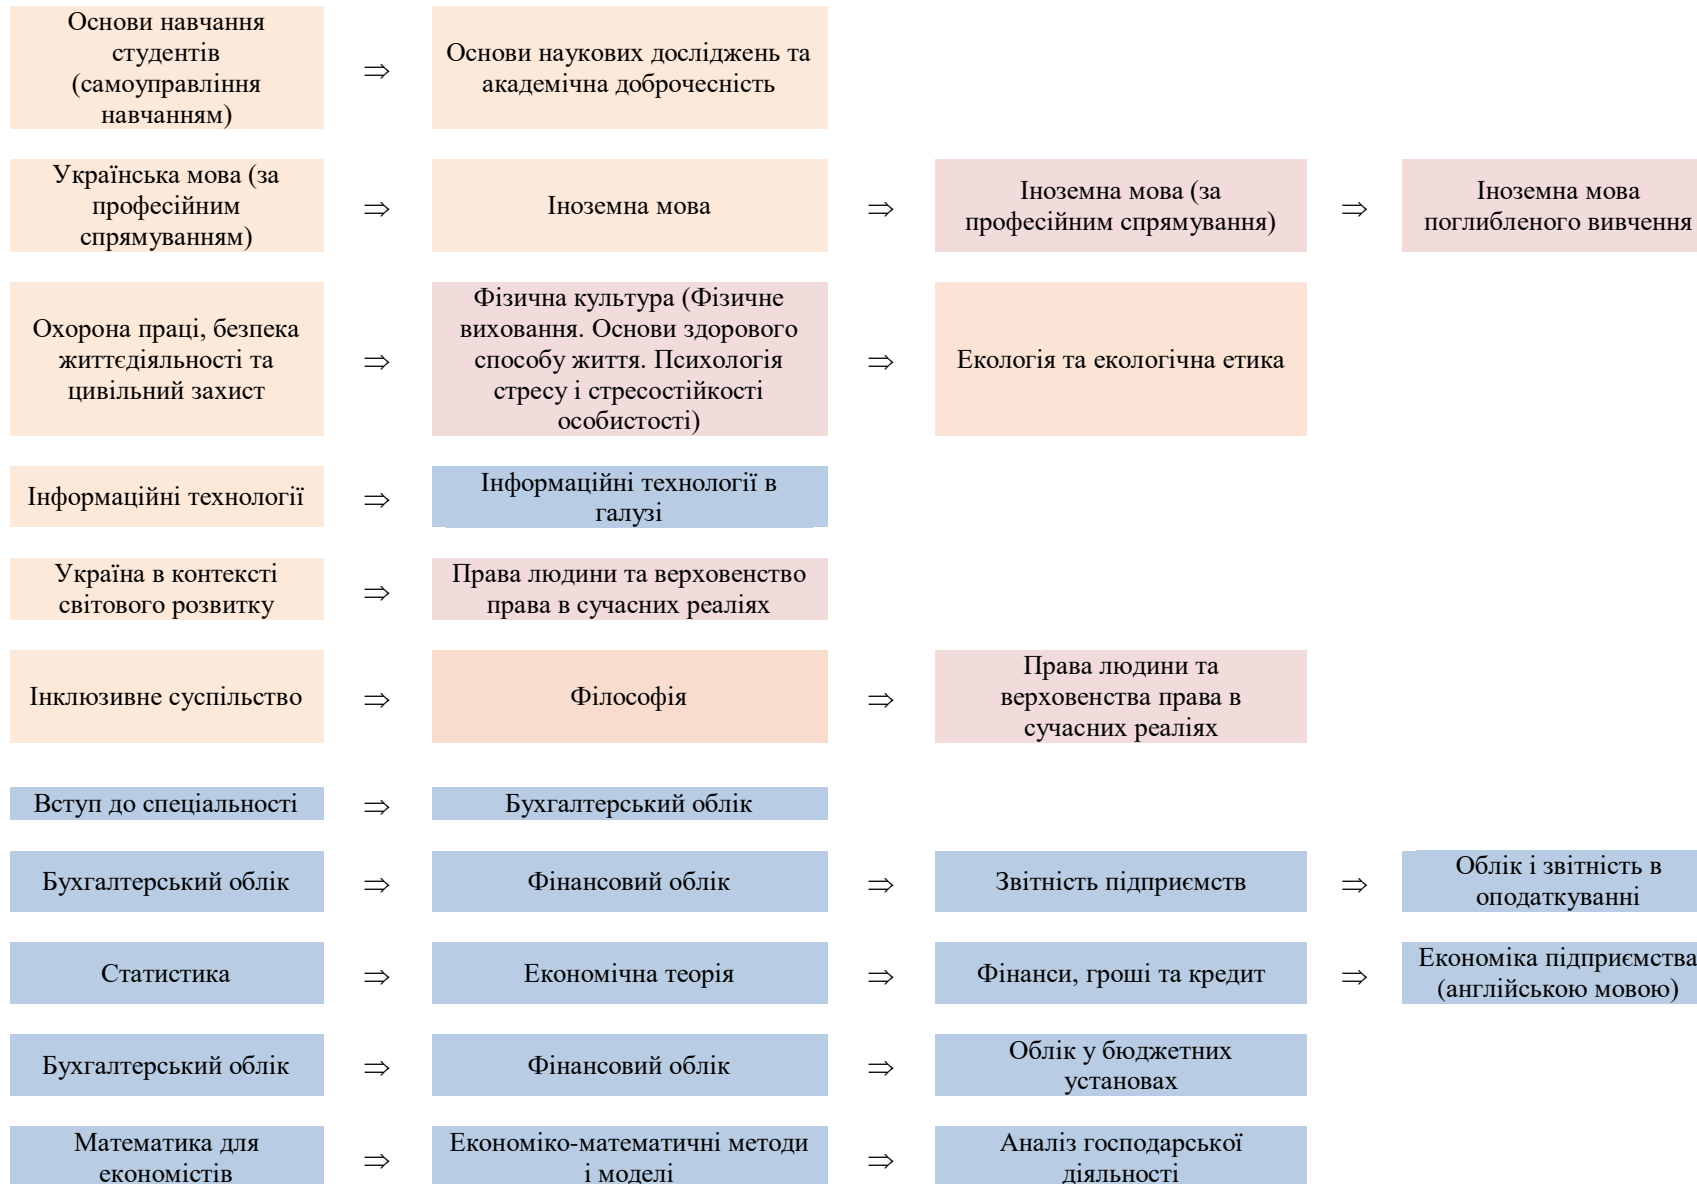 Основи навчання
студентів
(самоуправління
навчанням)
⇒
Основи наукових досліджень та
академічна доброчесність
Українська мова (за
професійним
спрямуванням)
⇒
Іноземна мова
⇒
Іноземна мова (за
професійним спрямування)
⇒
Іноземна мова
поглибленого вивчення
Охорона праці, безпека
життєдіяльності та
цивільний захист
⇒
Фізична культура (Фізичне
виховання. Основи здорового
способу життя. Психологія
стресу і стресостійкості
особистості)
⇒
Екологія та екологічна етика
Інформаційні технології
⇒
Інформаційні технології в
галузі
Україна в контексті
світового розвитку
⇒
Права людини та верховенство
права в сучасних реаліях
Інклюзивне суспільство
⇒
Філософія
⇒
Права людини та
верховенства права в
сучасних реаліях
Вступ до спеціальності
⇒
Бухгалтерський облік
Бухгалтерський облік
⇒
Фінансовий облік
⇒
Звітність підприємств
⇒
Облік і звітність в
оподаткуванні
Статистика
⇒
Економічна теорія
⇒
Фінанси, гроші та кредит
⇒
Економіка підприємства
(англійською мовою)
Бухгалтерський облік
⇒
Фінансовий облік
⇒
Облік у бюджетних
установах
Математика для
економістів
⇒
Економіко-математичні методи
і моделі
⇒
Аналіз господарської
діяльності